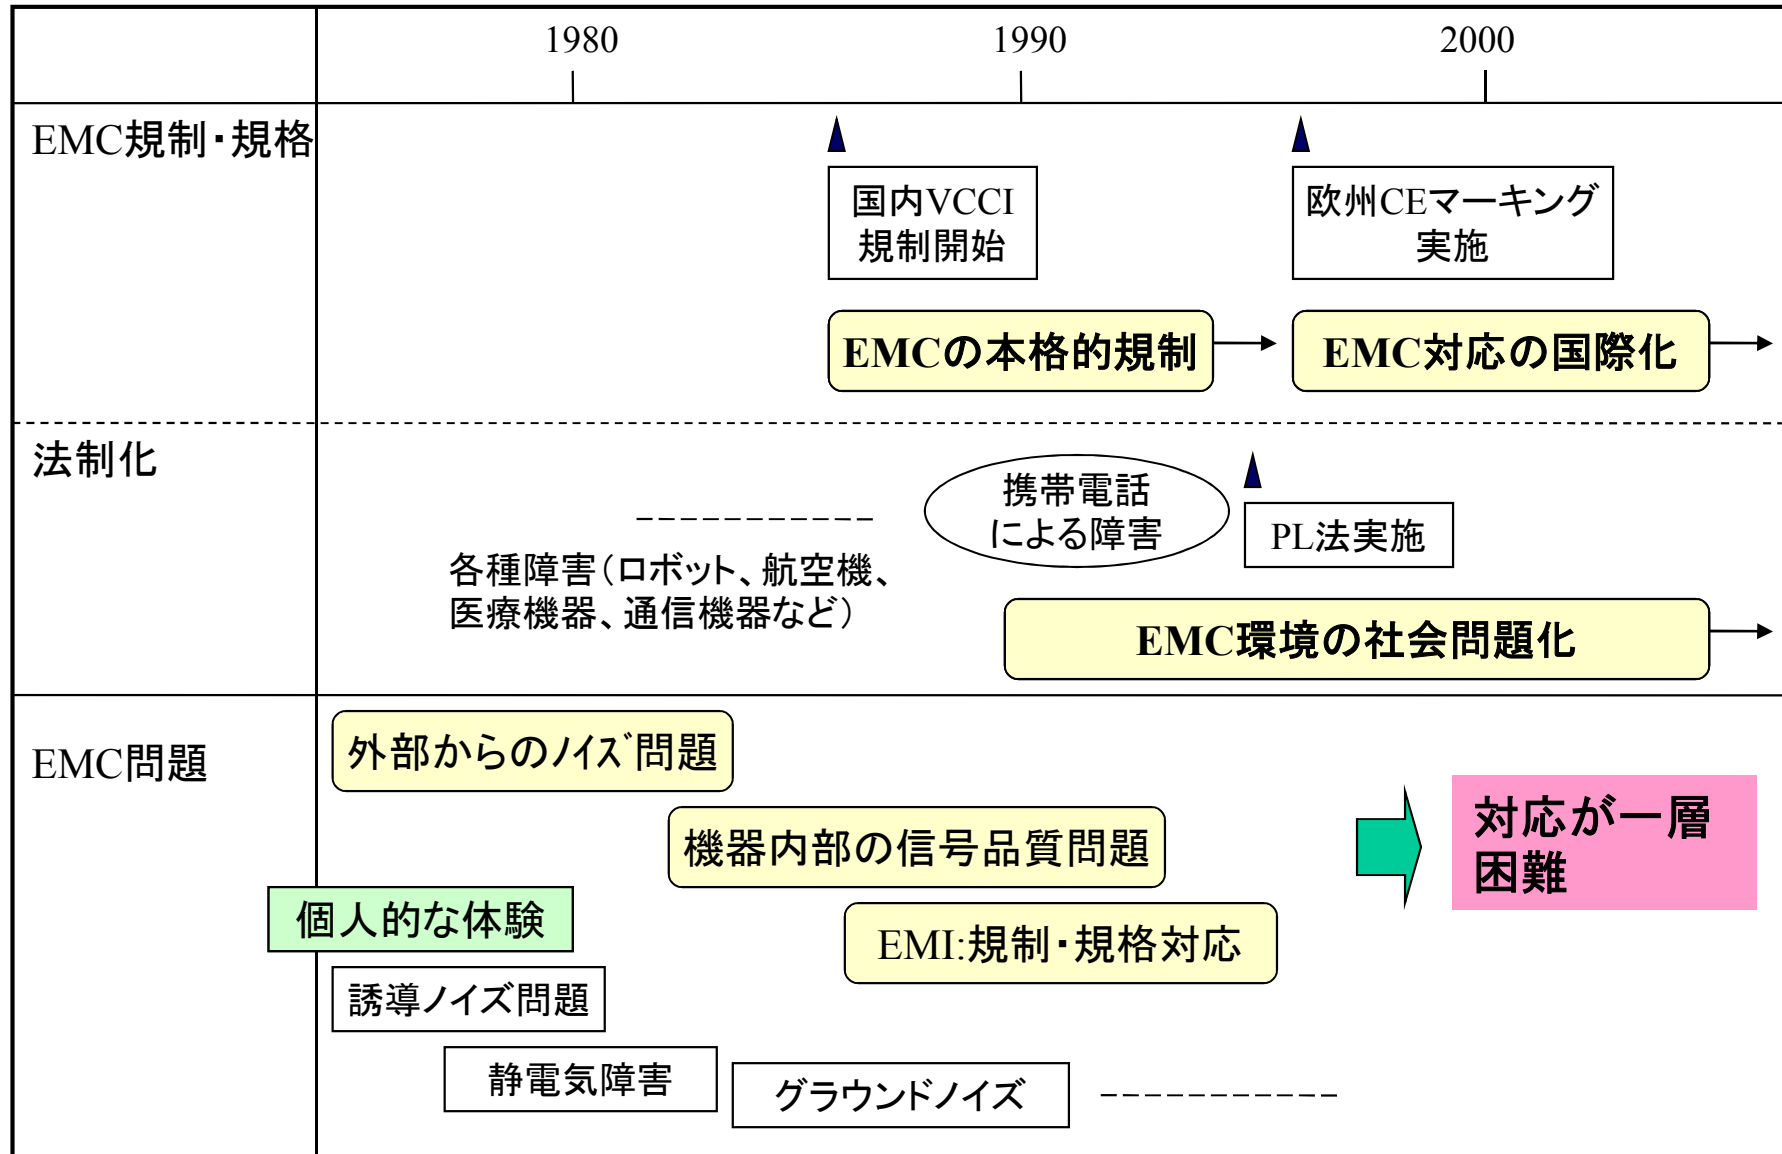 1980
1990
2000
EMC規制・規格
国内VCCI
規制開始
欧州CEマーキング
実施
EMCの本格的規制
EMC対応の国際化
法制化
携帯電話
による障害
PL法実施
各種障害（ロボット、航空機、
医療機器、通信機器など）
EMC環境の社会問題化
EMC問題
外部からのﾉｲｽﾞ問題
機器内部の信号品質問題
対応が一層
困難
個人的な体験
EMI:規制・規格対応
誘導ノイズ問題
静電気障害
グラウンドノイズ